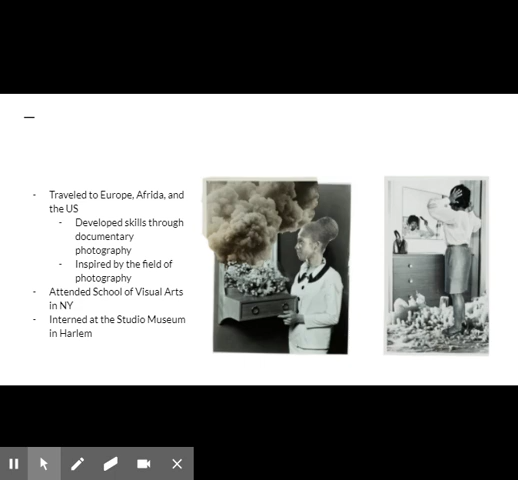 - Traveled to Europe, Afrida, and
the US
- Developed skills through
documentary
photography
- Inspired by the field of
photography
- Attended School of Visual Arts
in NY
- Interned at the Studio Museum
in Harlem